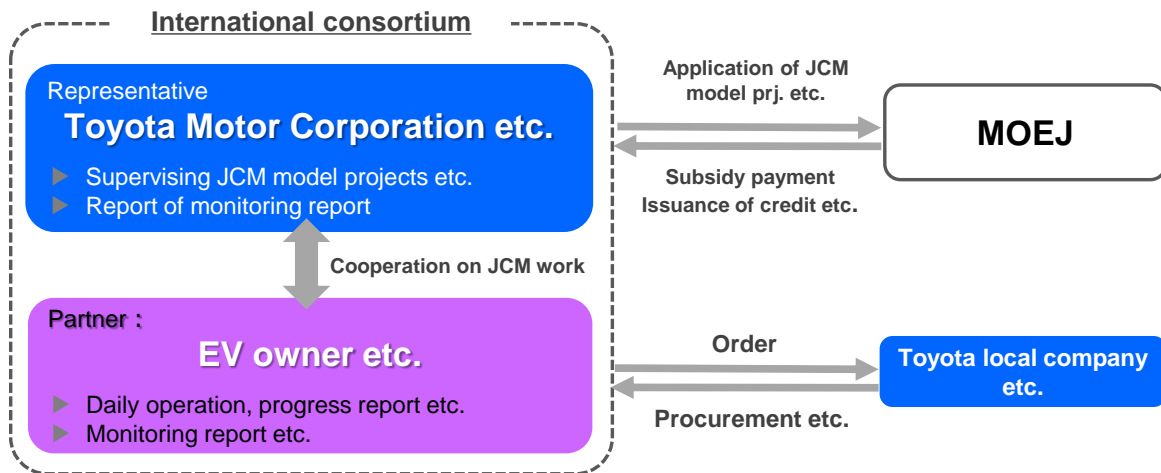 International consortium
Representative
Toyota Motor Corporation etc.
Supervising JCM model projects etc.
Report of monitoring report
Application of JCM
model prj. etc.
MOEJ
Subsidy payment
Issuance of credit etc.
Cooperation on JCM work
Partner：
EV owner etc.
Daily operation, progress report etc.
Monitoring report etc.
Order
Procurement etc.
Toyota local company
etc.